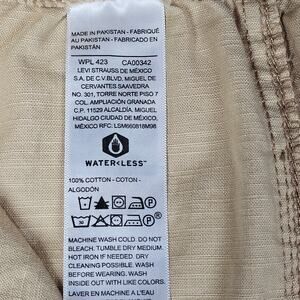 MADE IN PAKISTAN - FABRIQUÉ
AU PAKISTAN - FABRICADO EN
PAKISTÁN
WPL 423 CA00342
LEVI STRAUSS DE MÉXICO
S.A. DE C.V. BLVD. MIGUEL DE
CERVANTES SAAVEDRA
NO. 301, TORRE NORTE PISO 7
COL. AMPLIACIÓN GRANADA
C.P. 11529 ALCALDÍA. MIGUEL
HIDALGO CIUDAD DE MÉXICO,
MÉXICO RFC: LSM660818M98
WATER<LESS™
100% COTTON - COTON -
ALGODÓN
MACHINE WASH COLD. DO NOT
BLEACH. TUMBLE DRY MEDIUM.
HOT IRON IF NEEDED. DRY
CLEANING POSSIBLE. WASH
BEFORE WEARING. WASH
INSIDE OUT WITH LIKE COLORS.
LAVER EN MACHINE À L'EAU